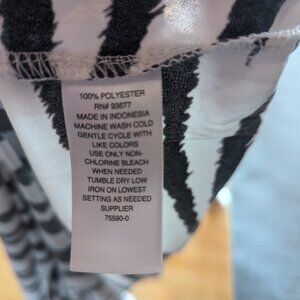 100% POLYESTER
RN# 93677
MADE IN INDONESIA
MACHINE WASH COLD
GENTLE CYCLE WITH
LIKE COLORS
USE ONLY NON-
CHLORINE BLEACH
WHEN NEEDED
TUMBLE DRY LOW
IRON ON LOWEST
SETTING AS NEEDED
SUPPLIER
75590-0